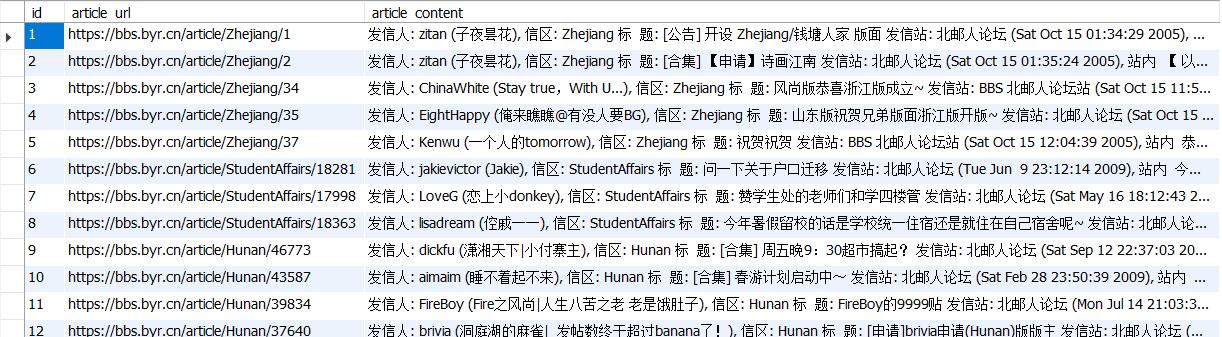 id article_url article_content
1 https://bbs.byr.cn/article/Zhejiang/1 发信人: zitan (子夜昙花), 信区: Zhejiang 标 题: [公告] 开设 Zhejiang/钱塘人家 版面 发信站: 北邮人论坛 (Sat Oct 15 01:34:29 2005), ...
2 https://bbs.byr.cn/article/Zhejiang/2 发信人: zitan (子夜昙花), 信区: Zhejiang 标 题: [合集] 【申请】诗画江南 发信站: 北邮人论坛 (Sat Oct 15 01:35:24 2005), 站内 【 以...
3 https://bbs.byr.cn/article/Zhejiang/34 发信人: ChinaWhite (Stay true，With U...), 信区: Zhejiang 标 题: 风尚版恭喜浙江版成立~ 发信站: BBS 北邮人论坛站 (Sat Oct 15 11:5...
4 https://bbs.byr.cn/article/Zhejiang/35 发信人: EightHappy (俺来瞧瞧@有没人要BG), 信区: Zhejiang 标 题: 山东版祝贺兄弟版面浙江版开版~ 发信站: 北邮人论坛 (Sat Oct 15 ...
5 https://bbs.byr.cn/article/Zhejiang/37 发信人: Kenwu (一个人的tomorrow), 信区: Zhejiang 标 题: 祝贺祝贺 发信站: BBS 北邮人论坛站 (Sat Oct 15 12:04:39 2005), 站内 恭...
6 https://bbs.byr.cn/article/StudentAffairs/18281 发信人: jakievictor (Jakie), 信区: StudentAffairs 标 题: 问一下关于户口迁移 发信站: 北邮人论坛 (Tue Jun 9 23:12:14 2009), 站内 今...
7 https://bbs.byr.cn/article/StudentAffairs/17998 发信人: LoveG (恋上小donkey), 信区: StudentAffairs 标 题: 赞学生处的老师们和学四楼管 发信站: 北邮人论坛 (Sat May 16 18:12:43 2...
8 https://bbs.byr.cn/article/StudentAffairs/18363 发信人: lisadream (倥戚一一), 信区: StudentAffairs 标 题: 今年暑假留校的话是学校统一住宿还是就住在自己宿舍呢~ 发信站: 北邮人论...
9 https://bbs.byr.cn/article/Hunan/46773 发信人: dickfu (潇湘天下|小付寨主), 信区: Hunan 标 题: [合集] 周五晚9：30超市搞起？ 发信站: 北邮人论坛 (Sat Sep 12 22:37:03 20...
10 https://bbs.byr.cn/article/Hunan/43587 发信人: aimaim (睡不着起不来), 信区: Hunan 标 题: [合集] 春游计划启动中～ 发信站: 北邮人论坛 (Sat Feb 28 23:50:39 2009), 站内 ...
11 https://bbs.byr.cn/article/Hunan/39834 发信人: FireBoy (Fire之风尚|人生八苦之老 老是饿肚子), 信区: Hunan 标 题: FireBoy的9999贴 发信站: 北邮人论坛 (Mon Jul 14 21:03:3...
12 https://bbs.byr.cn/article/Hunan/37640 发信人: brivia (洞庭湖的麻雀| 发帖数终于超过banana了！), 信区: Hunan 标 题: [申请]brivia申请(Hunan)版版主 发信站: 北邮人论坛 (...